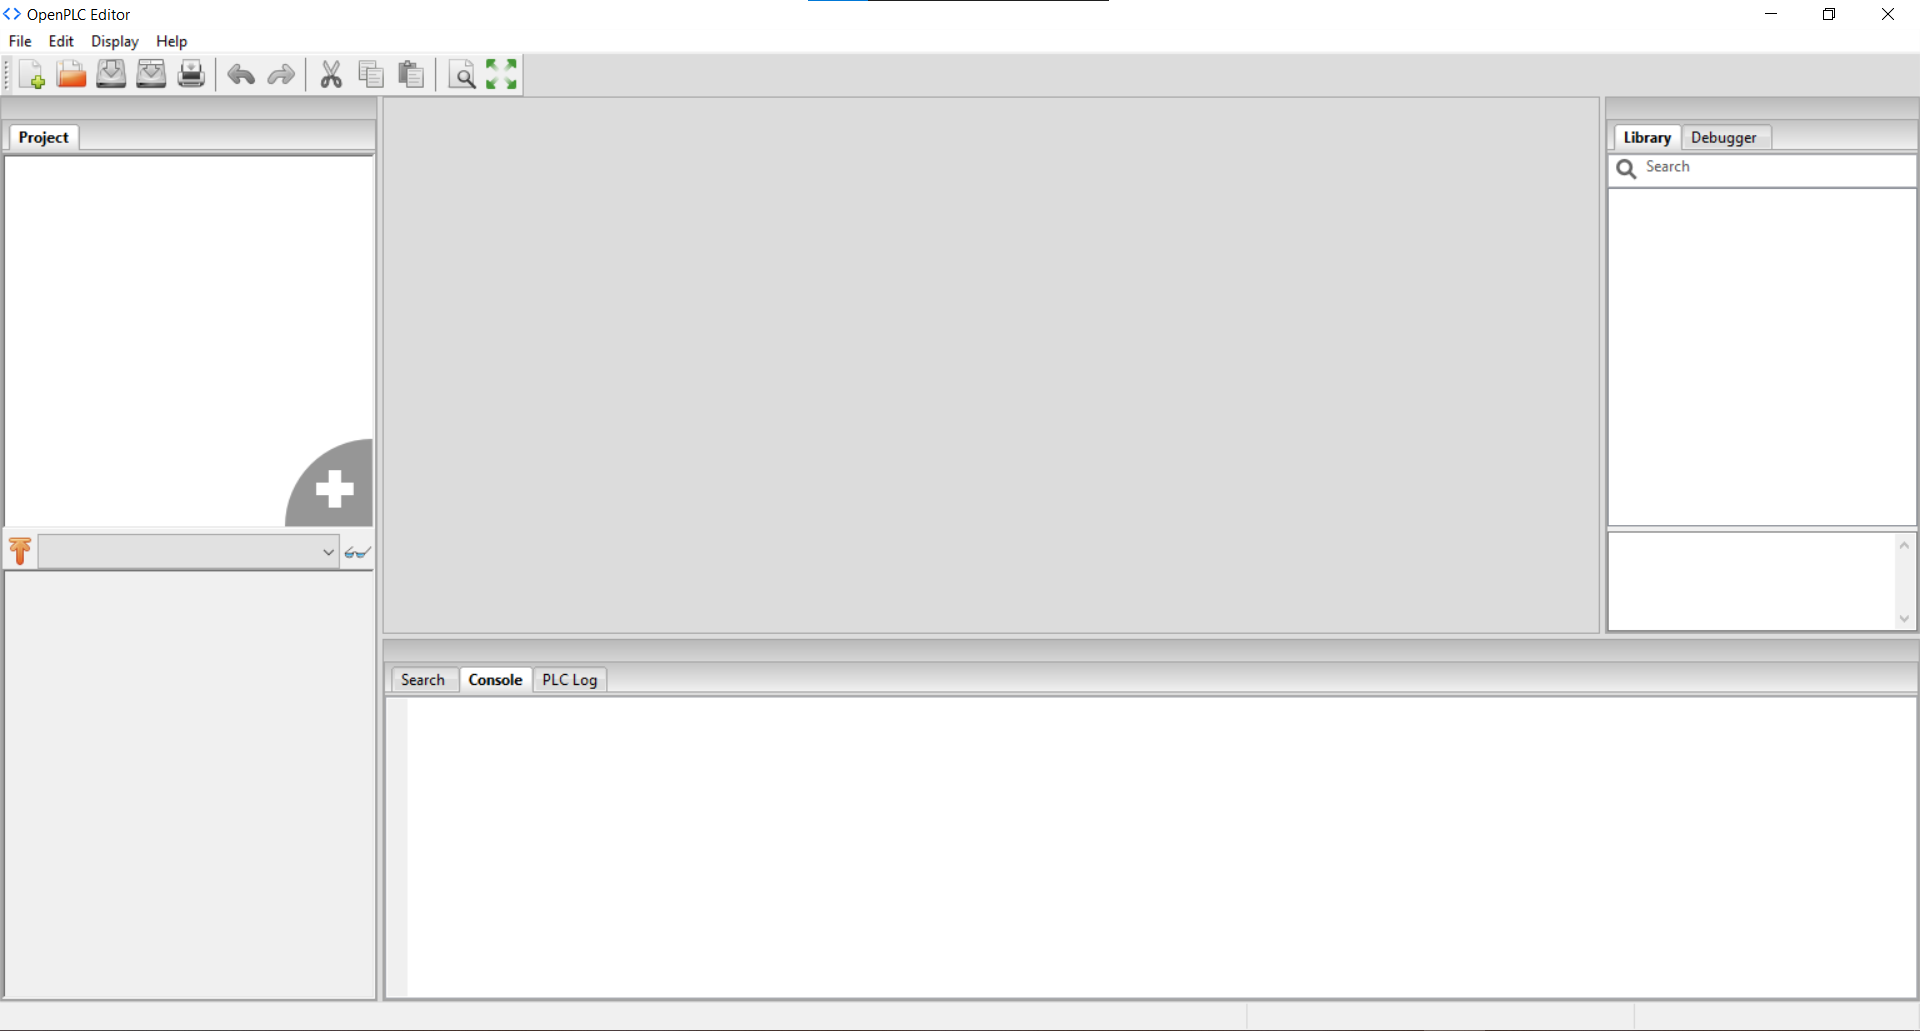 OpenPLC Editor
File Edit Display Help
Project
Library Debugger
Search
Search Console PLC Log